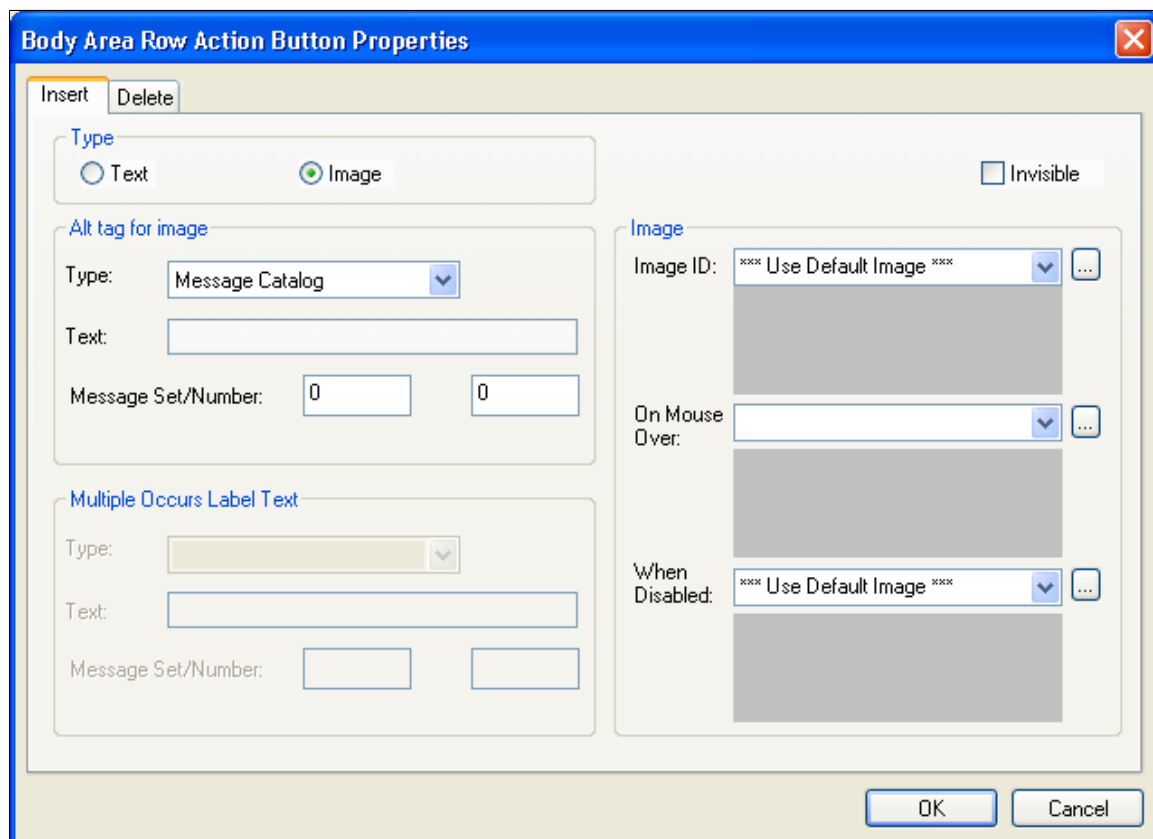 Body Area Row Action Button Properties
Insert
Delete
Type
Text
Image
Invisible
Alt tag for image
Type:
Message Catalog
Text:
Message Set/Number:
0
0
Multiple Occurs Label Text
Type:
Text:
Message Set/Number:
Image
Image ID:
*** Use Default Image ***
...
On Mouse
Over:
...
When
Disabled:
*** Use Default Image ***
...
OK
Cancel